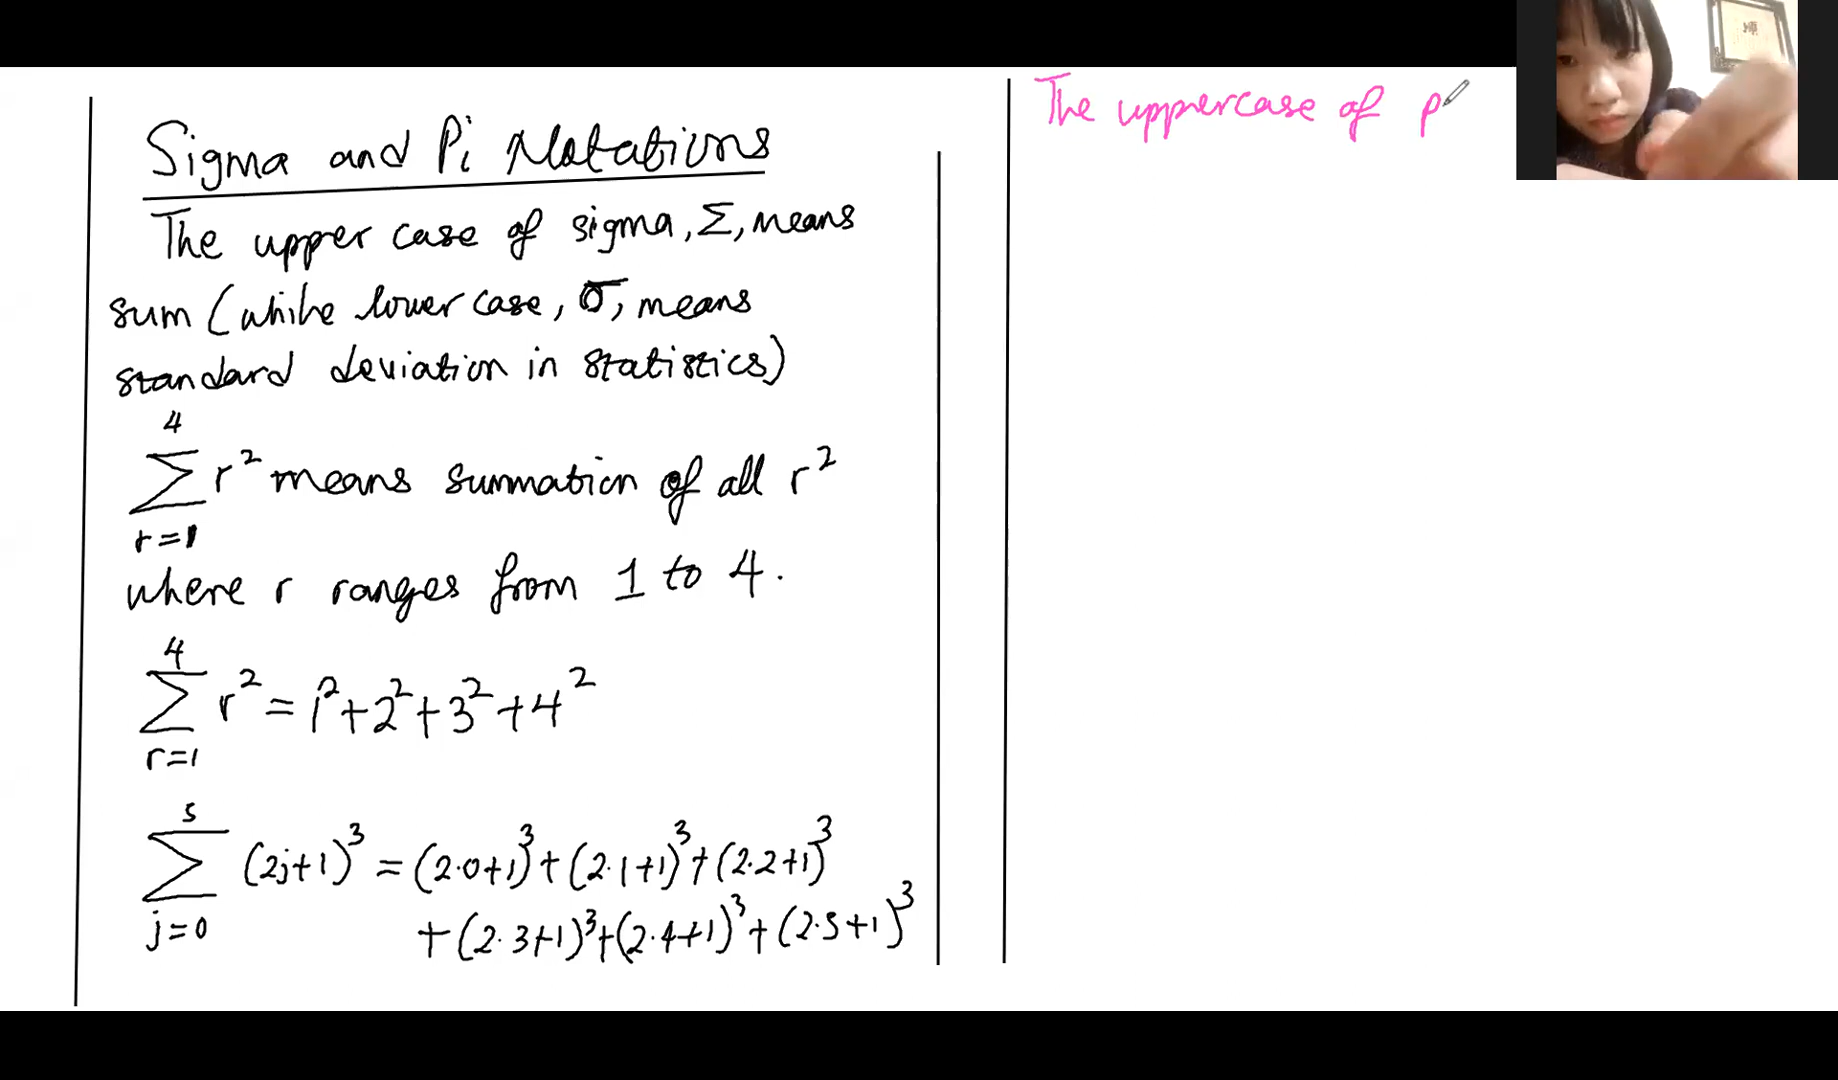 Sigma and Pi Notations
The upper case of sigma, Σ, means
sum (while lower case, σ, means
standard deviation in statistics)
4
∑ r² means summation of all r²
r=1
where r ranges from 1 to 4.
4
∑ r² = 1² + 2² + 3² + 4²
r=1
5
∑ (2j+1)³ = (2·0+1)³ + (2·1+1)³ + (2·2+1)³
j=0
+ (2·3+1)³ + (2·4+1)³ + (2·5+1)³
The uppercase of p